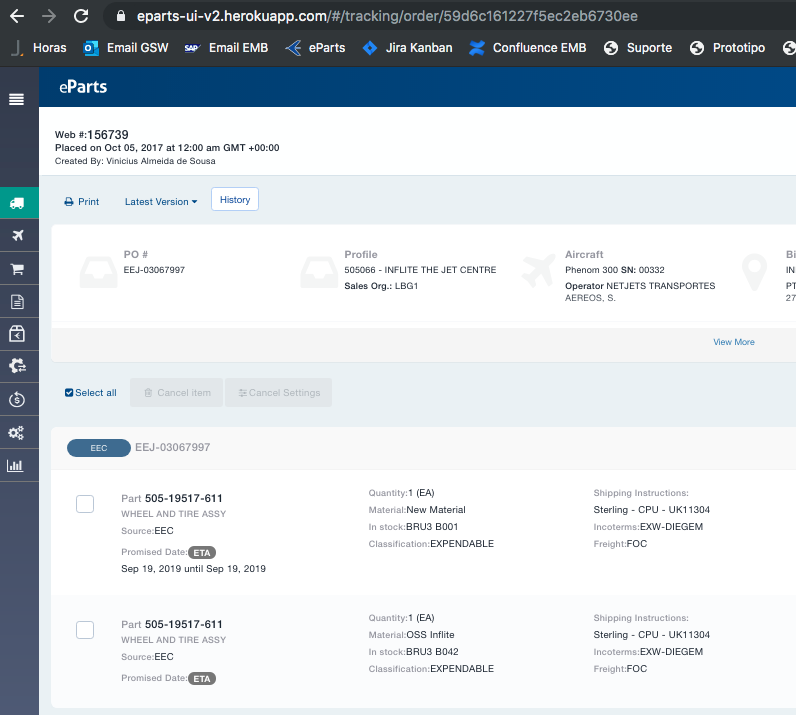 eparts-ui-v2.herokuapp.com/#/tracking/order/59d6c161227f5ec2eb6730ee
Horas Email GSW SAP Email EMB eParts Jira Kanban Confluence EMB Suporte Prototipo
eParts
Web #:156739
Placed on Oct 05, 2017 at 12:00 am GMT +00:00
Created By: Vinicius Almeida de Sousa
Print Latest Version History
PO # Profile Aircraft Bi
EEJ-03067997 505066 - INFLITE THE JET CENTRE Phenom 300 SN: 00332 IN
Sales Org.: LBG1 Operator NETJETS TRANSPORTES PT
AEREOS, S. 27
View More
Select all Cancel item Cancel Settings
EEC EEJ-03067997
Part 505-19517-611
WHEEL AND TIRE ASSY
Source:EEC
Promised Date: ETA
Sep 19, 2019 until Sep 19, 2019
Quantity:1 (EA)
Material:New Material
In stock:BRU3 B001
Classification:EXPENDABLE
Shipping Instructions:
Sterling - CPU - UK11304
Incoterms:EXW-DIEGEM
Freight:FOC
Part 505-19517-611
WHEEL AND TIRE ASSY
Source:EEC
Promised Date: ETA
Quantity:1 (EA)
Material:OSS Inflite
In stock:BRU3 B042
Classification:EXPENDABLE
Shipping Instructions:
Sterling - CPU - UK11304
Incoterms:EXW-DIEGEM
Freight:FOC